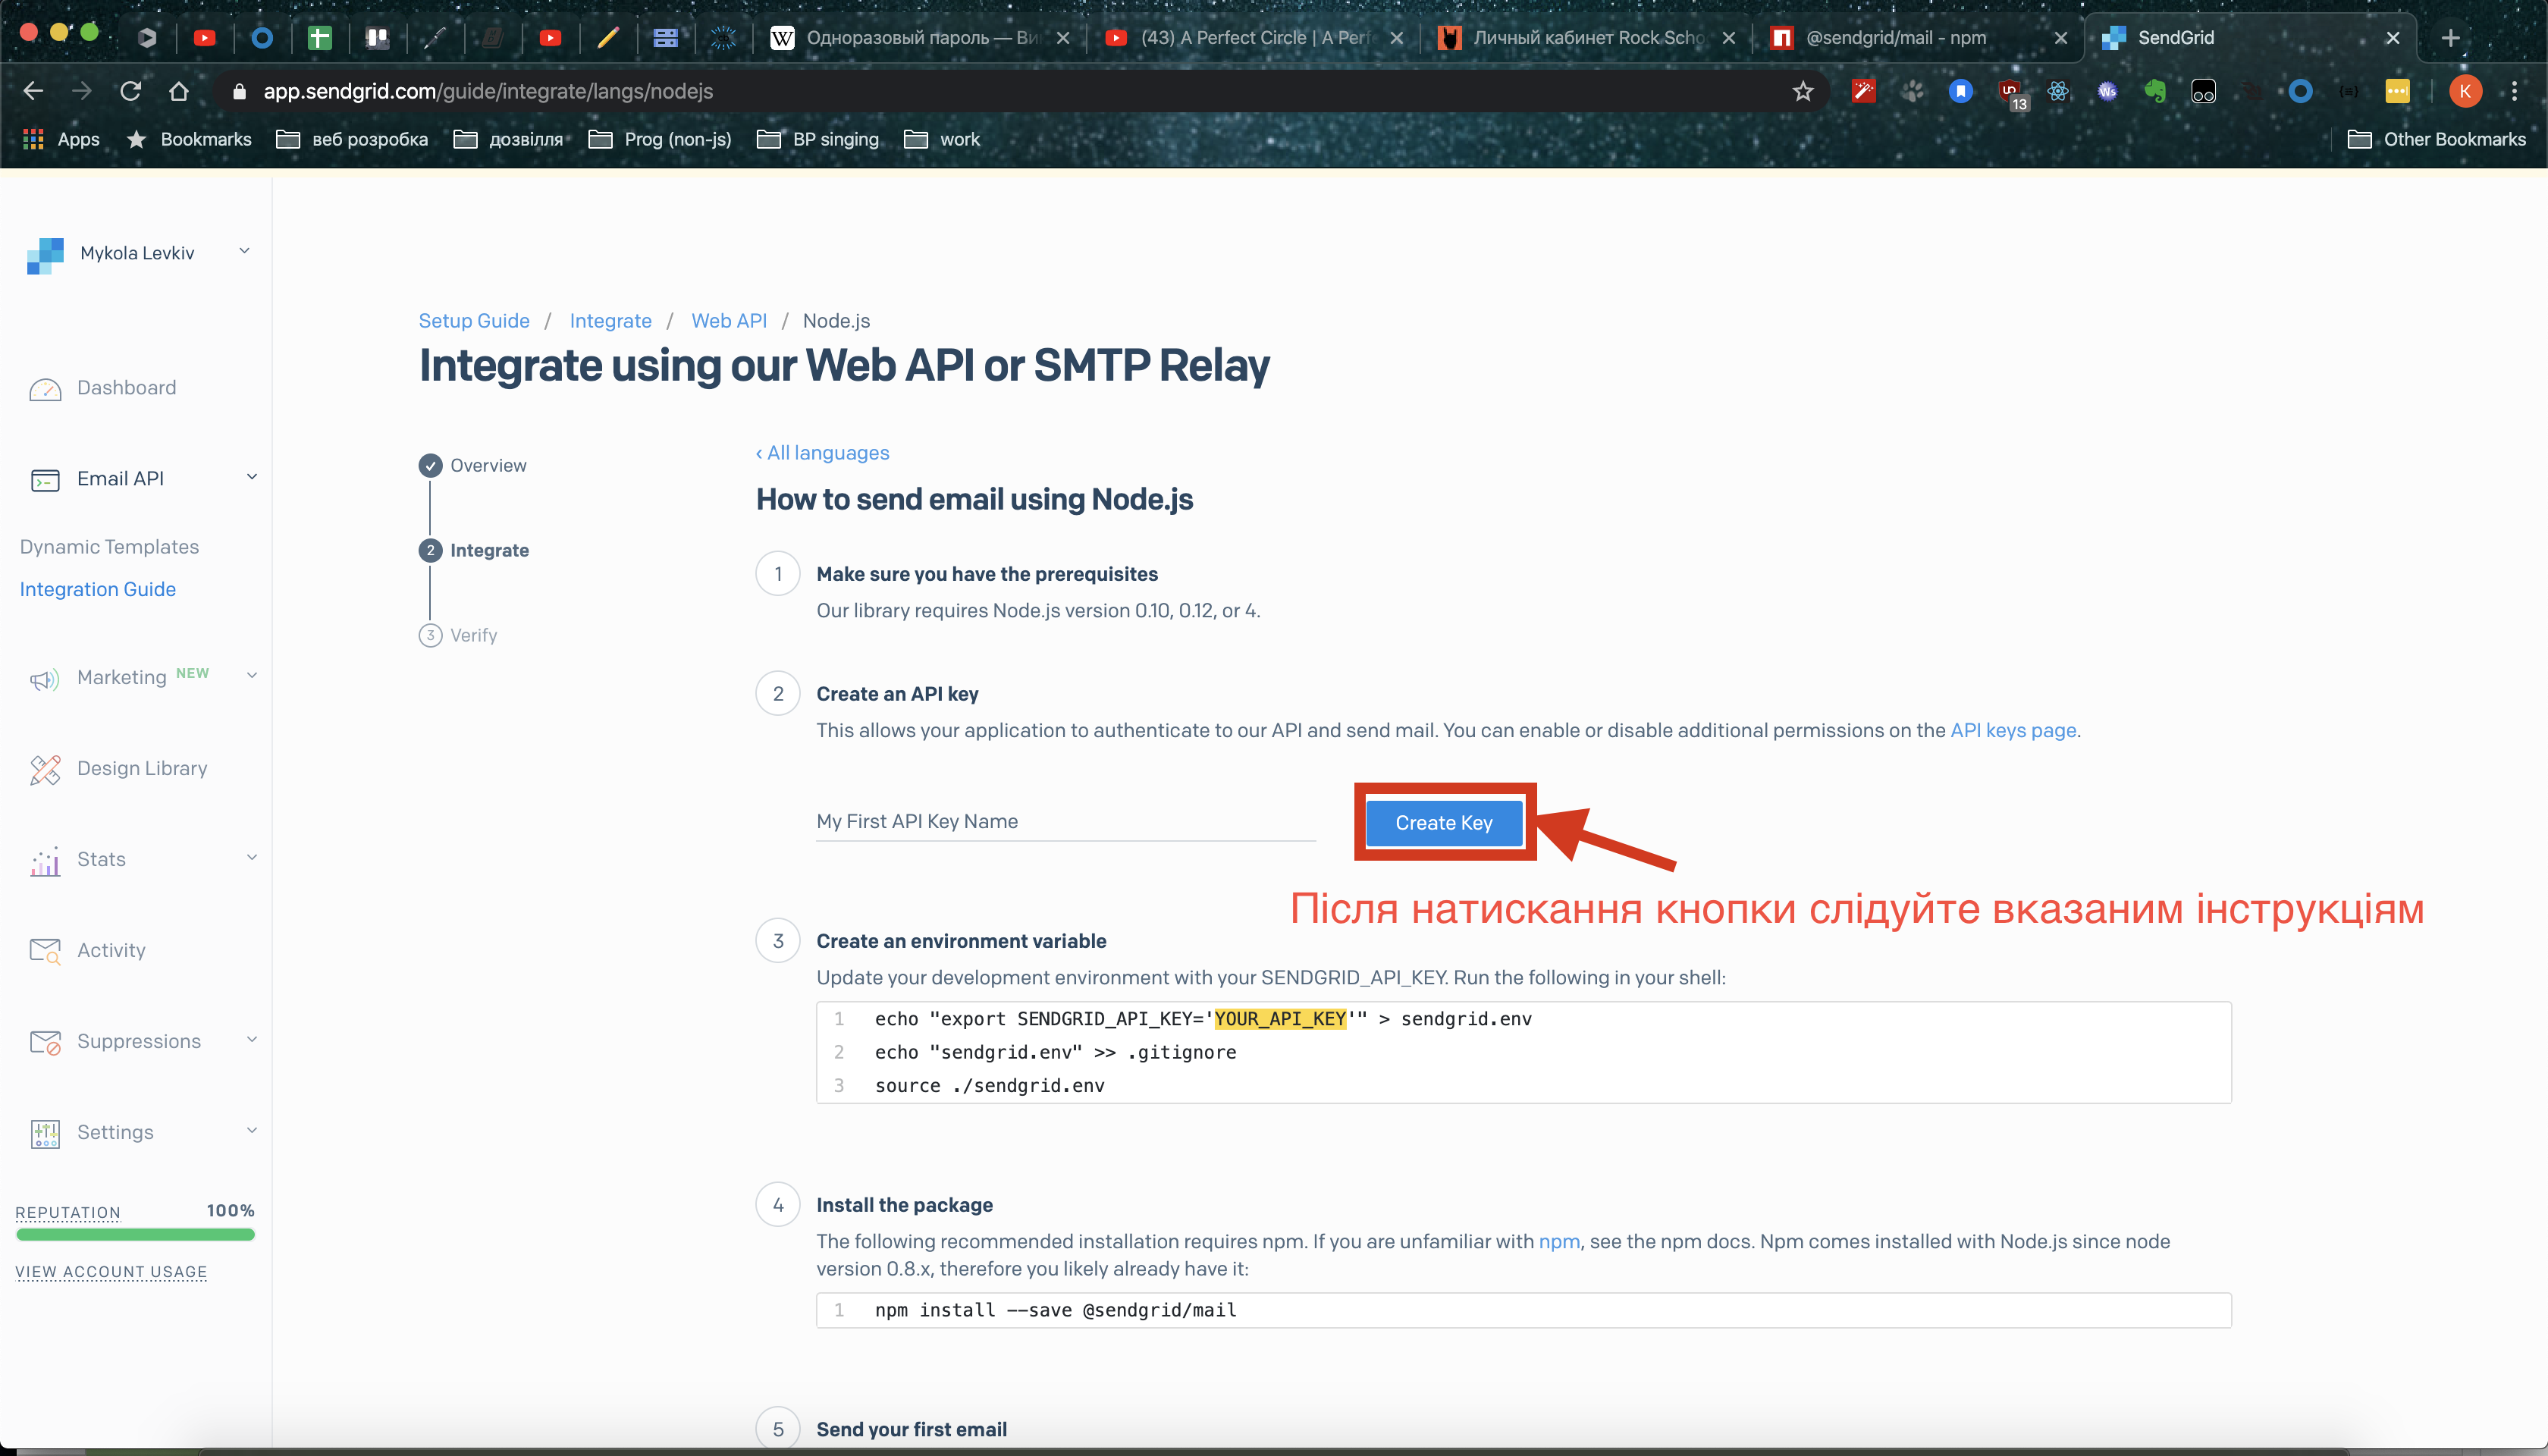 Одноразовый пароль — Ви
(43) A Perfect Circle | A Perf
Личный кабинет Rock Scho
@sendgrid/mail - npm
SendGrid
app.sendgrid.com/guide/integrate/langs/nodejs
13
K
Apps
Bookmarks
веб розробка
дозвілля
Prog (non-js)
BP singing
work
Other Bookmarks
Mykola Levkiv
Dashboard
Email API
Dynamic Templates
Integration Guide
Marketing NEW
Design Library
Stats
Activity
Suppressions
Settings
REPUTATION 100%
VIEW ACCOUNT USAGE
Setup Guide / Integrate / Web API / Node.js
Integrate using our Web API or SMTP Relay
Overview
2 Integrate
3 Verify
‹ All languages
How to send email using Node.js
1 Make sure you have the prerequisites
Our library requires Node.js version 0.10, 0.12, or 4.
2 Create an API key
This allows your application to authenticate to our API and send mail. You can enable or disable additional permissions on the API keys page.
My First API Key Name
Create Key
Після натискання кнопки слідуйте вказаним інструкціям
3 Create an environment variable
Update your development environment with your SENDGRID_API_KEY. Run the following in your shell:
1 echo "export SENDGRID_API_KEY='YOUR_API_KEY'" > sendgrid.env
2 echo "sendgrid.env" >> .gitignore
3 source ./sendgrid.env
4 Install the package
The following recommended installation requires npm. If you are unfamiliar with npm, see the npm docs. Npm comes installed with Node.js since node
version 0.8.x, therefore you likely already have it:
1 npm install --save @sendgrid/mail
5 Send your first email